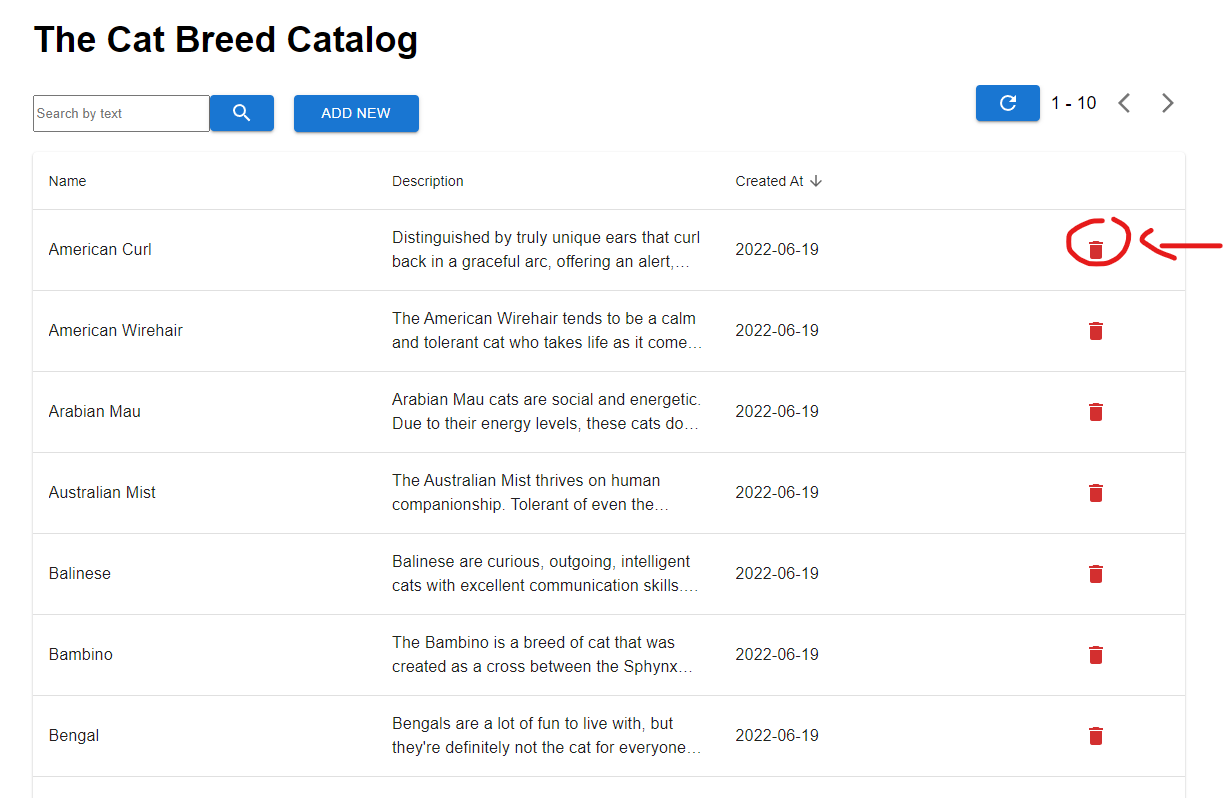 The Cat Breed Catalog
Search by text
ADD NEW
1 - 10
Name Description Created At
American Curl
Distinguished by truly unique ears that curl
back in a graceful arc, offering an alert,...
2022-06-19
American Wirehair
The American Wirehair tends to be a calm
and tolerant cat who takes life as it come...
2022-06-19
Arabian Mau
Arabian Mau cats are social and energetic.
Due to their energy levels, these cats do...
2022-06-19
Australian Mist
The Australian Mist thrives on human
companionship. Tolerant of even the...
2022-06-19
Balinese
Balinese are curious, outgoing, intelligent
cats with excellent communication skills....
2022-06-19
Bambino
The Bambino is a breed of cat that was
created as a cross between the Sphynx...
2022-06-19
Bengal
Bengals are a lot of fun to live with, but
they're definitely not the cat for everyone...
2022-06-19